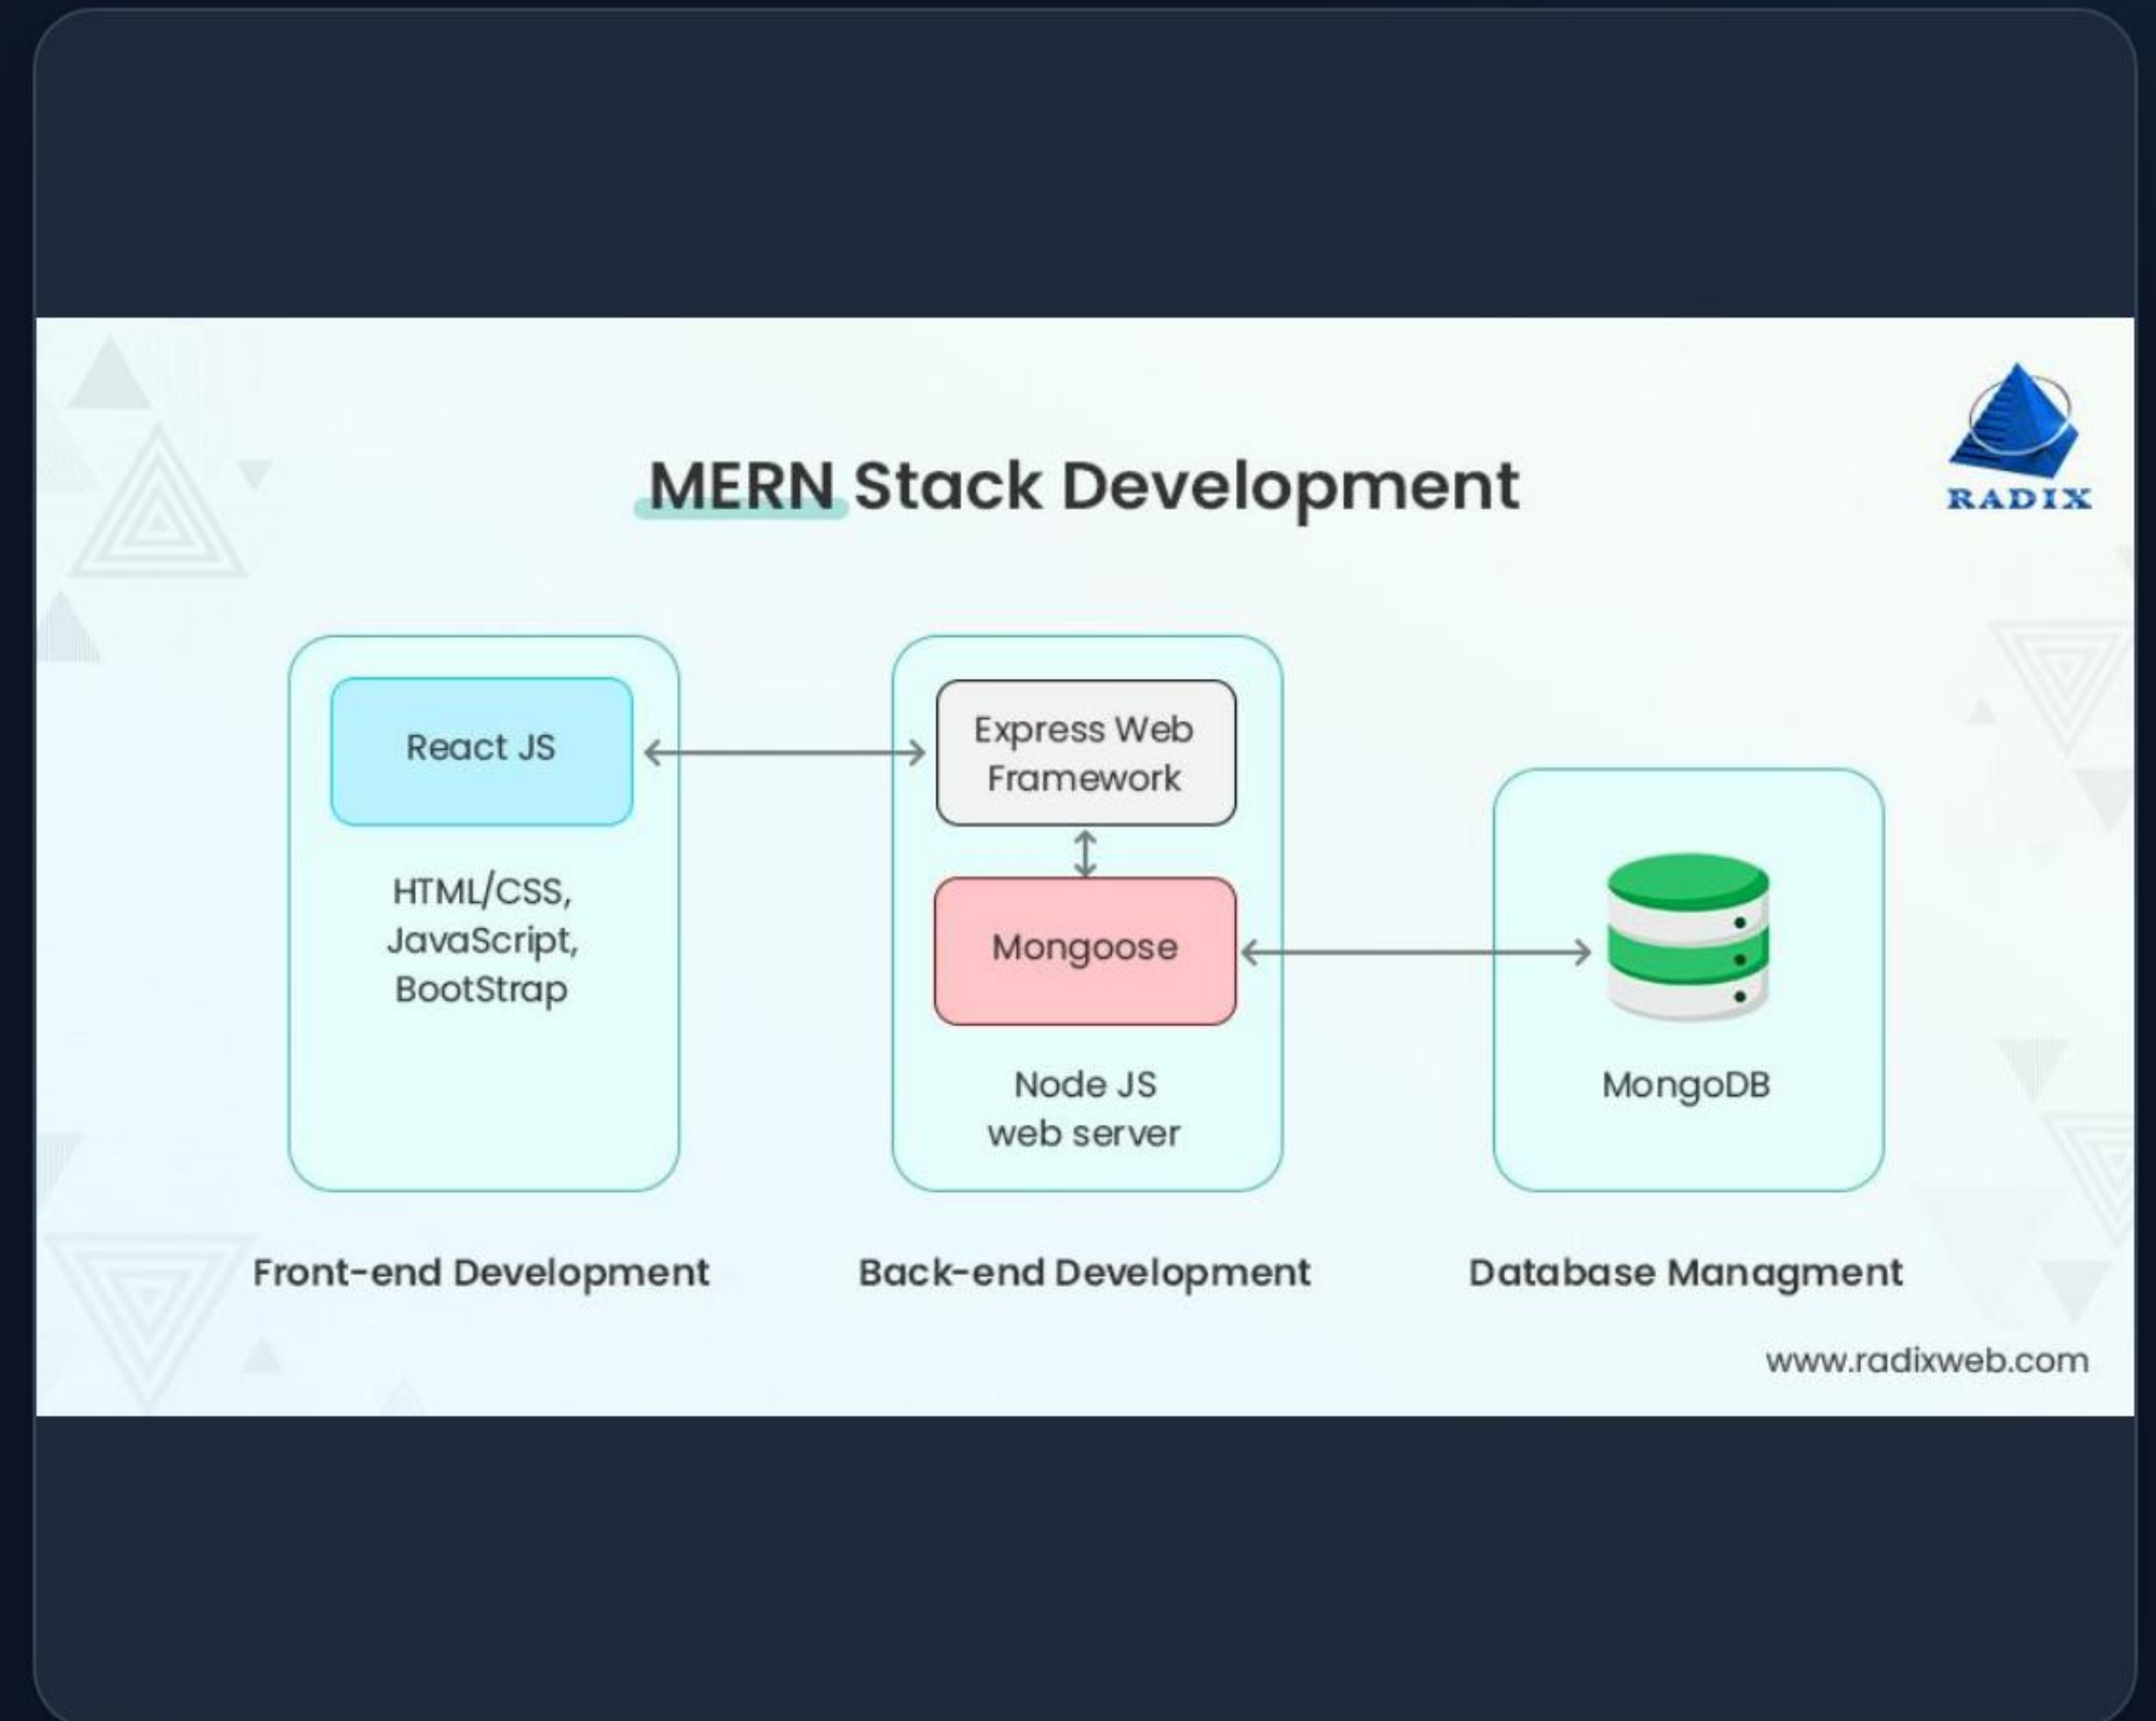 RADIX
MERN Stack Development
React JS
HTML/CSS,
JavaScript,
BootStrap
Express Web
Framework
Mongoose
Node JS
web server
MongoDB
Front-end Development
Back-end Development
Database Managment
www.radixweb.com